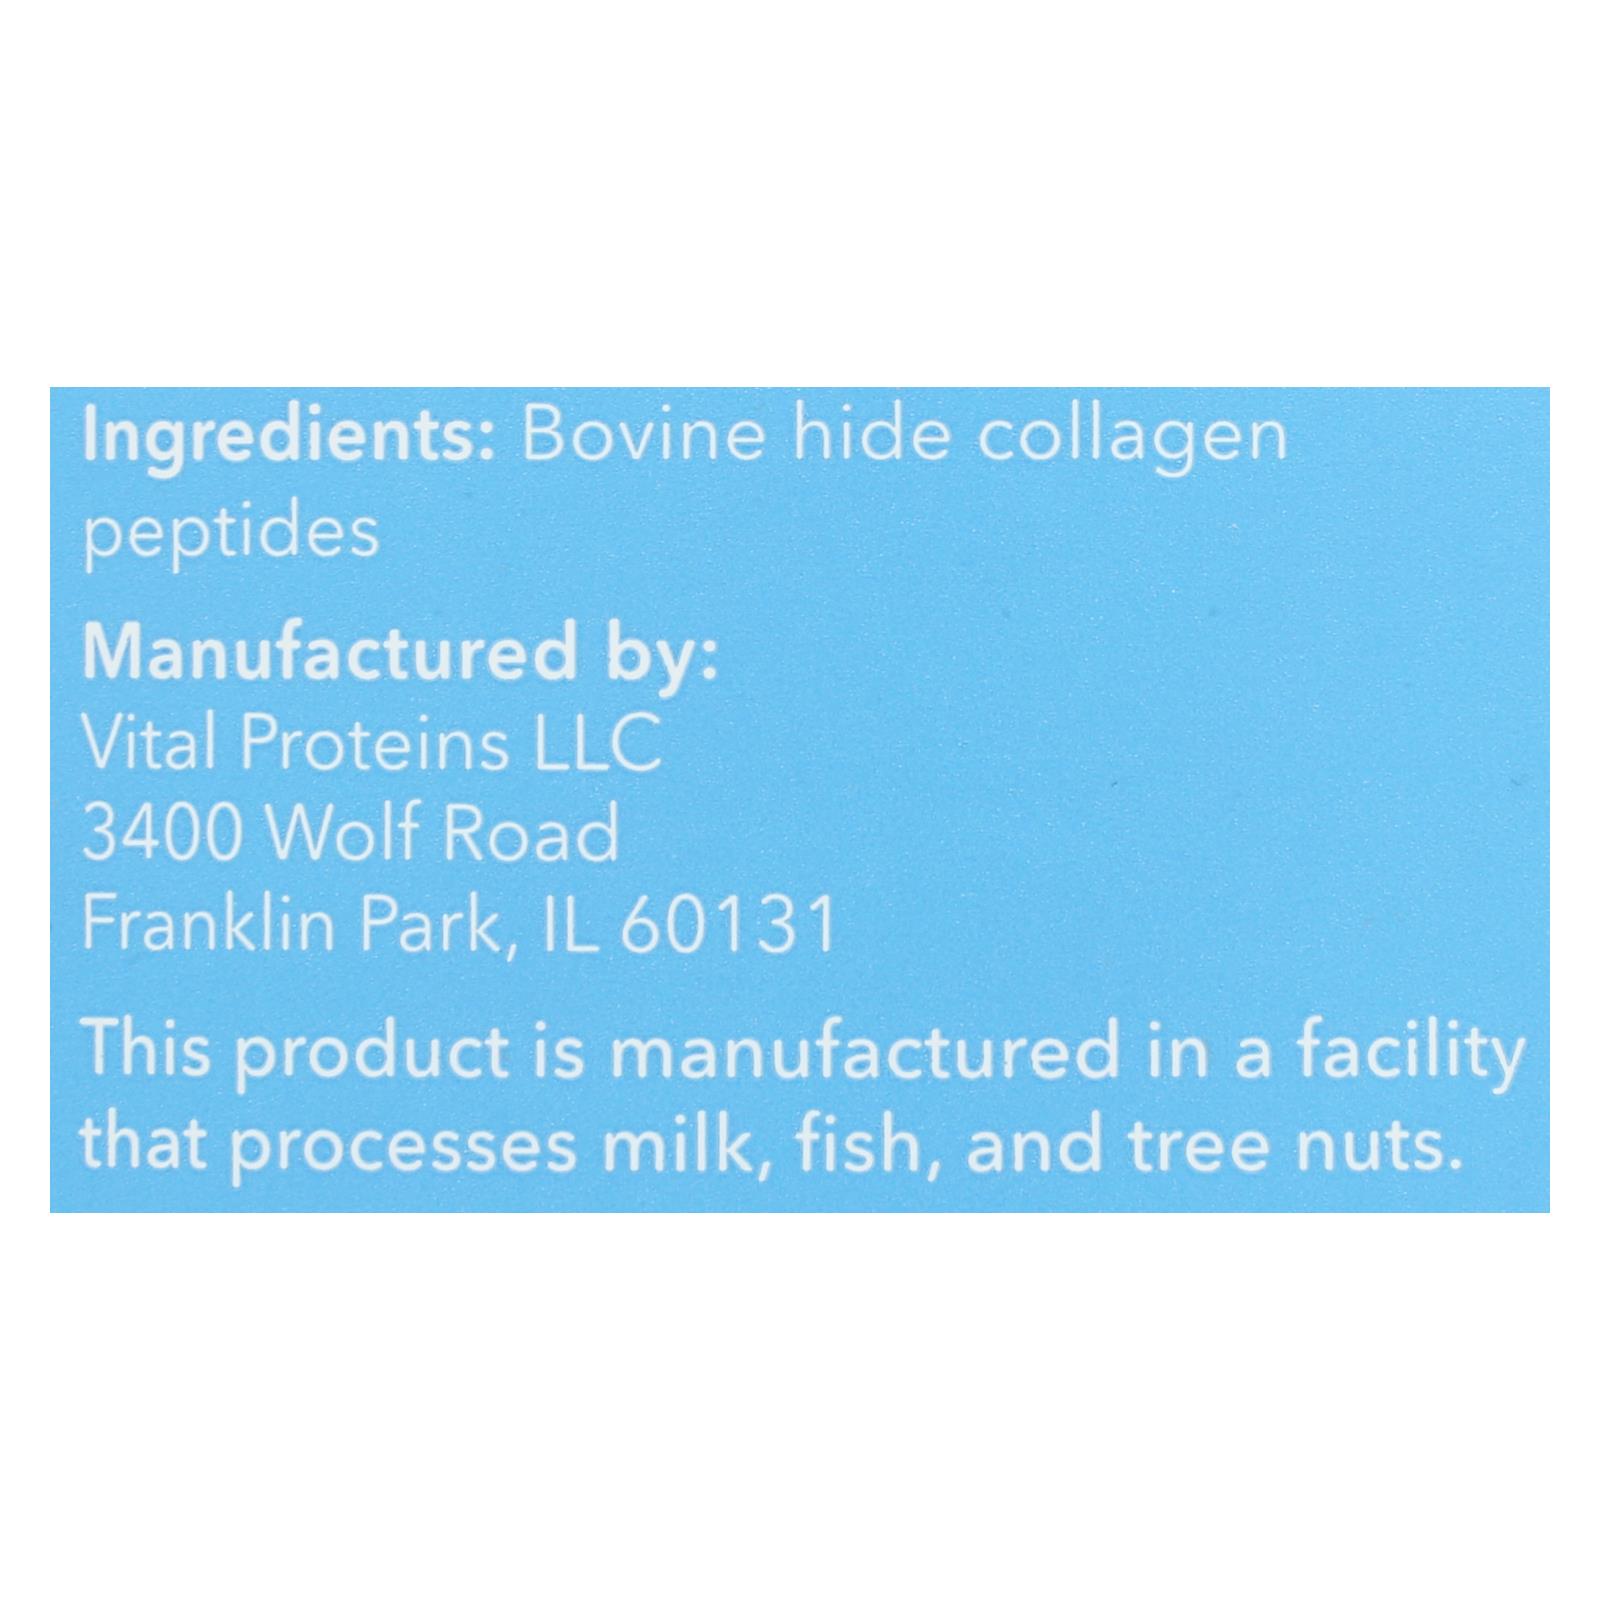 Ingredients: Bovine hide collagen
peptides
Manufactured by:
Vital Proteins LLC
3400 Wolf Road
Franklin Park, IL 60131
This product is manufactured in a facility
that processes milk, fish, and tree nuts.